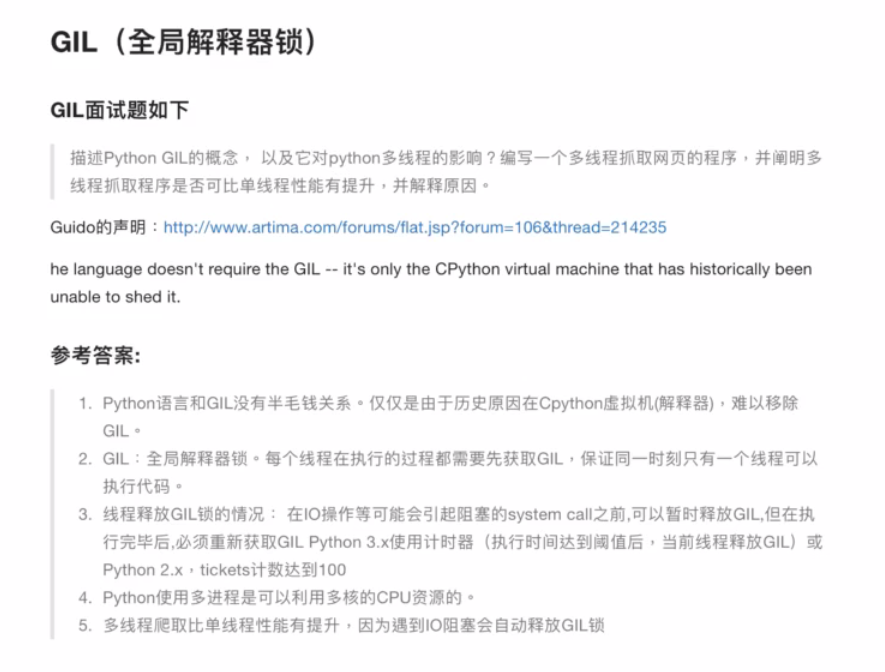 GIL（全局解释器锁）
GIL面试题如下
描述Python GIL的概念， 以及它对python多线程的影响？编写一个多线程抓取网页的程序，并阐明多
线程抓取程序是否可比单线程性能有提升，并解释原因。
Guido的声明：http://www.artima.com/forums/flat.jsp?forum=106&thread=214235
he language doesn't require the GIL -- it's only the CPython virtual machine that has historically been
unable to shed it.
参考答案:
1. Python语言和GIL没有半毛钱关系。仅仅是由于历史原因在Cpython虚拟机(解释器)，难以移除
GIL。
2. GIL：全局解释器锁。每个线程在执行的过程都需要先获取GIL，保证同一时刻只有一个线程可以
执行代码。
3. 线程释放GIL锁的情况： 在IO操作等可能会引起阻塞的system call之前,可以暂时释放GIL,但在执
行完毕后,必须重新获取GIL Python 3.x使用计时器（执行时间达到阈值后，当前线程释放GIL）或
Python 2.x，tickets计数达到100
4. Python使用多进程是可以利用多核的CPU资源的。
5. 多线程爬取比单线程性能有提升，因为遇到IO阻塞会自动释放GIL锁